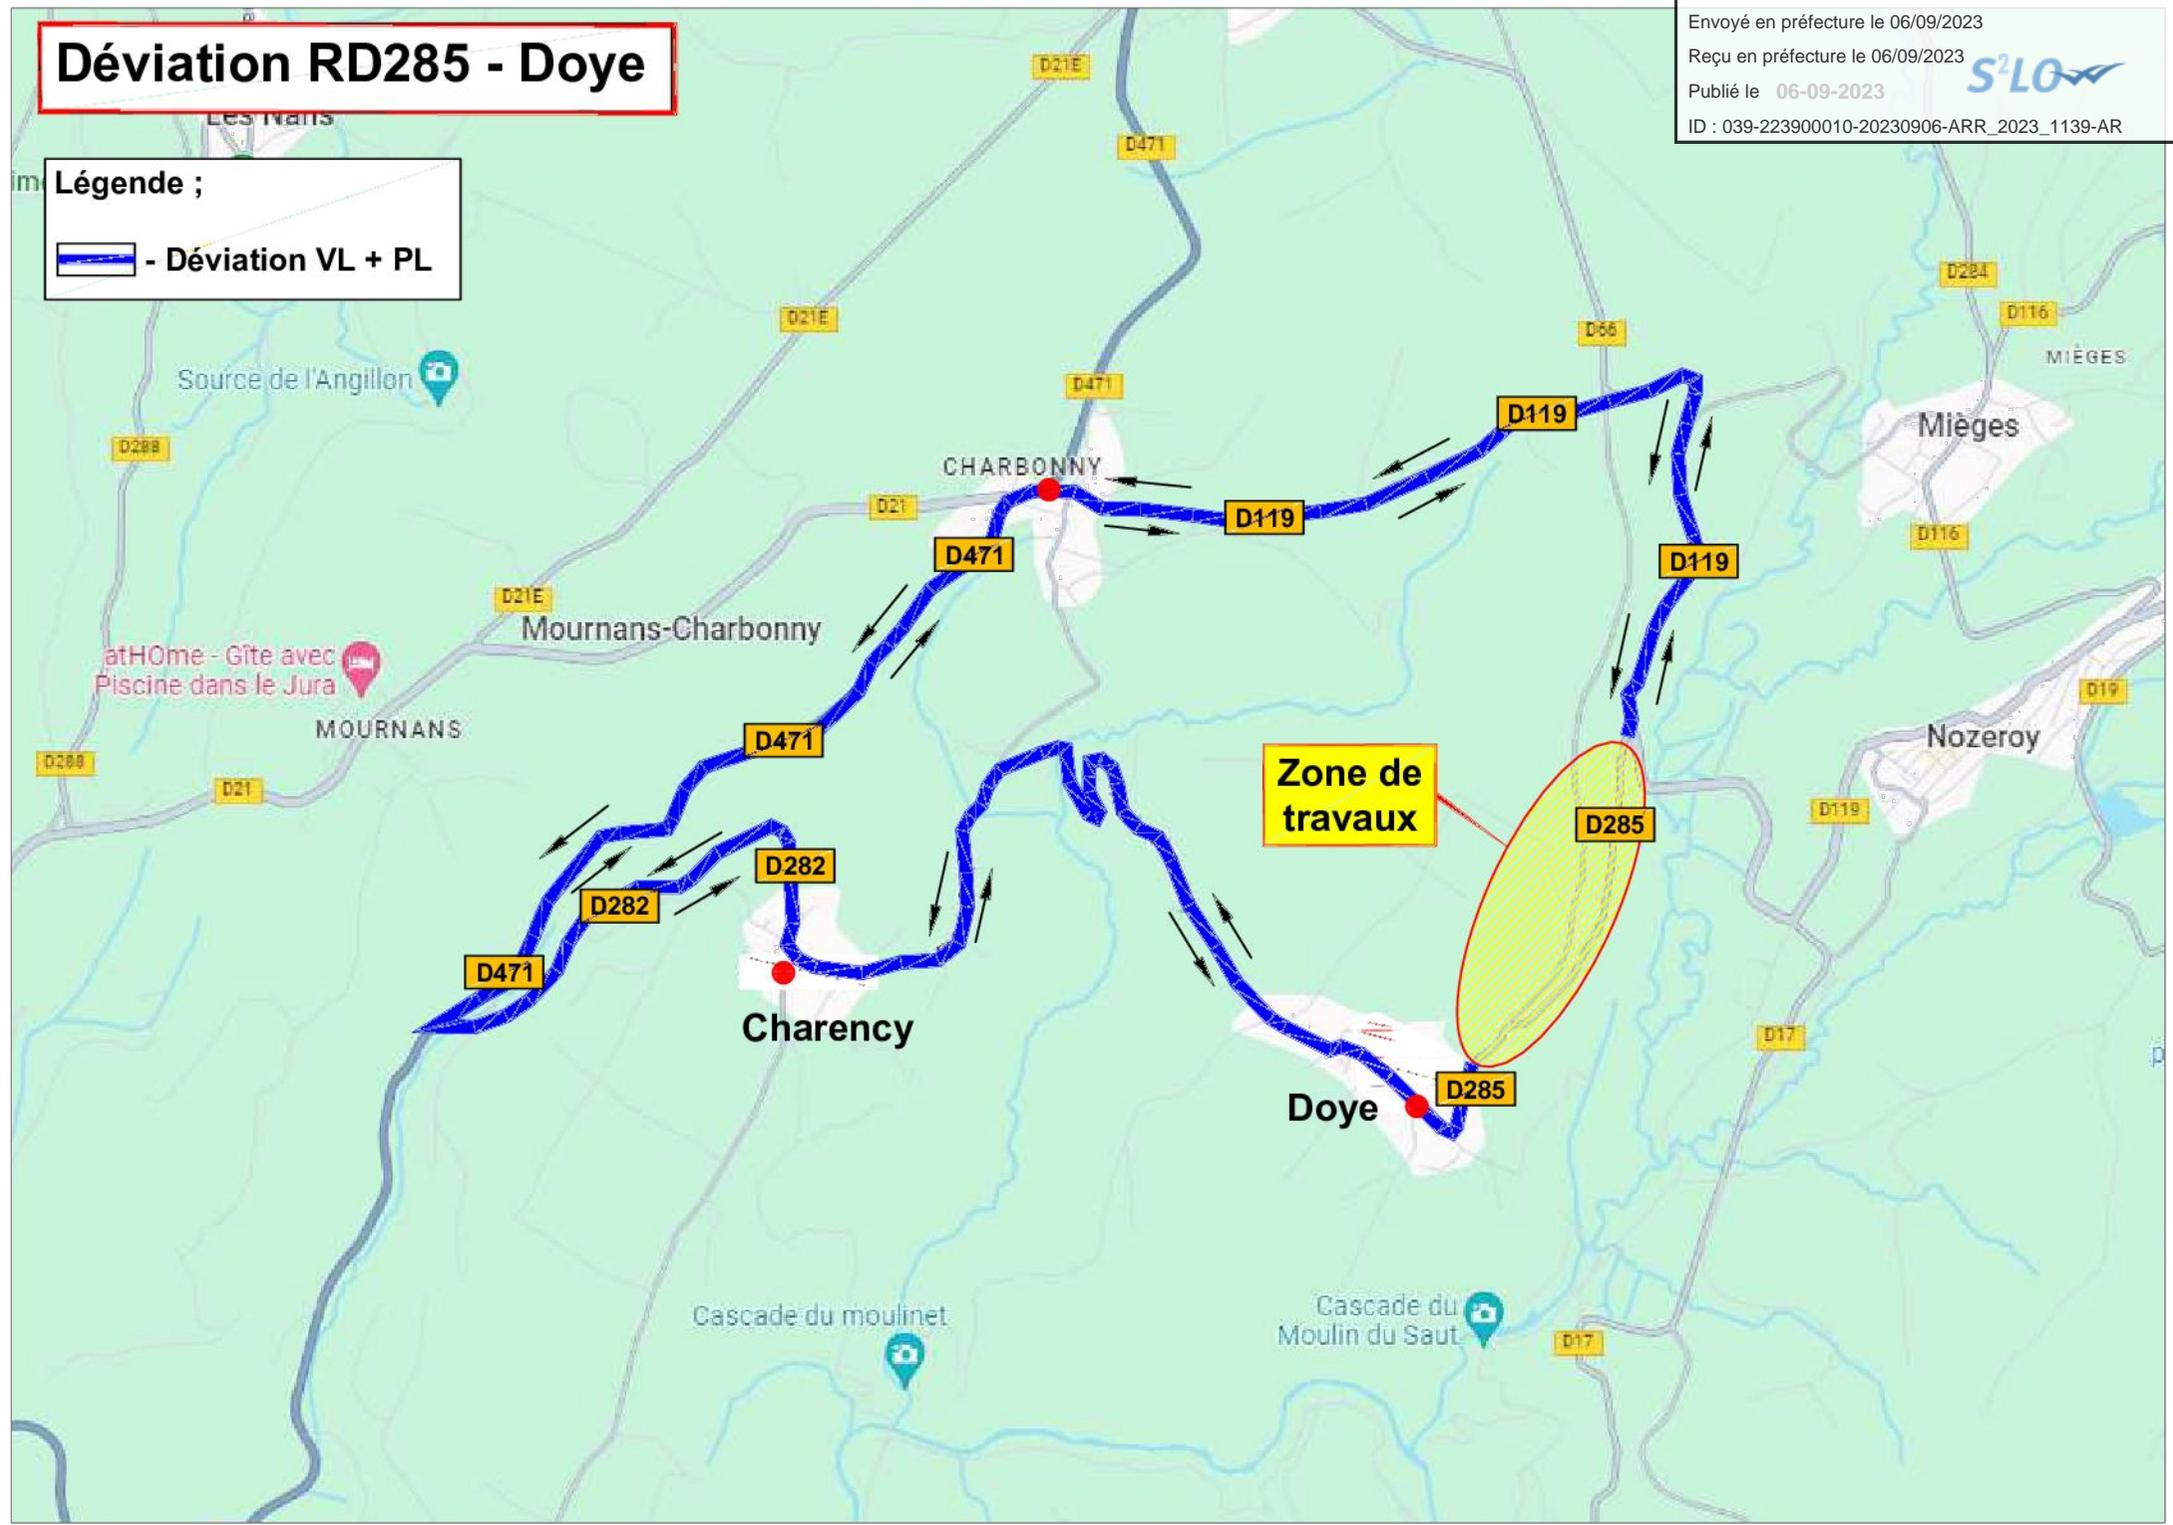 Envoyé en préfecture le 06/09/2023
Reçu en préfecture le 06/09/2023
Publié le 06-09-2023
S²LO
ID : 039-223900010-20230906-ARR_2023_1139-AR
Déviation RD285 - Doye
Les Nans
Légende ;
- Déviation VL + PL
D21E
D471
D284
D116
D21E
D66
MIÈGES
Source de l'Angillon
D471
D119
Mièges
D288
CHARBONNY
D21
D119
D116
D471
D119
D21E
Mournans-Charbonny
atHOme - Gîte avec
Piscine dans le Jura
D19
MOURNANS
D471
Nozeroy
D288
D21
Zone de
travaux
D119
D285
D282
D282
D471
Charency
D17
D285
Doye
Cascade du moulinet
Cascade du
Moulin du Saut
D17